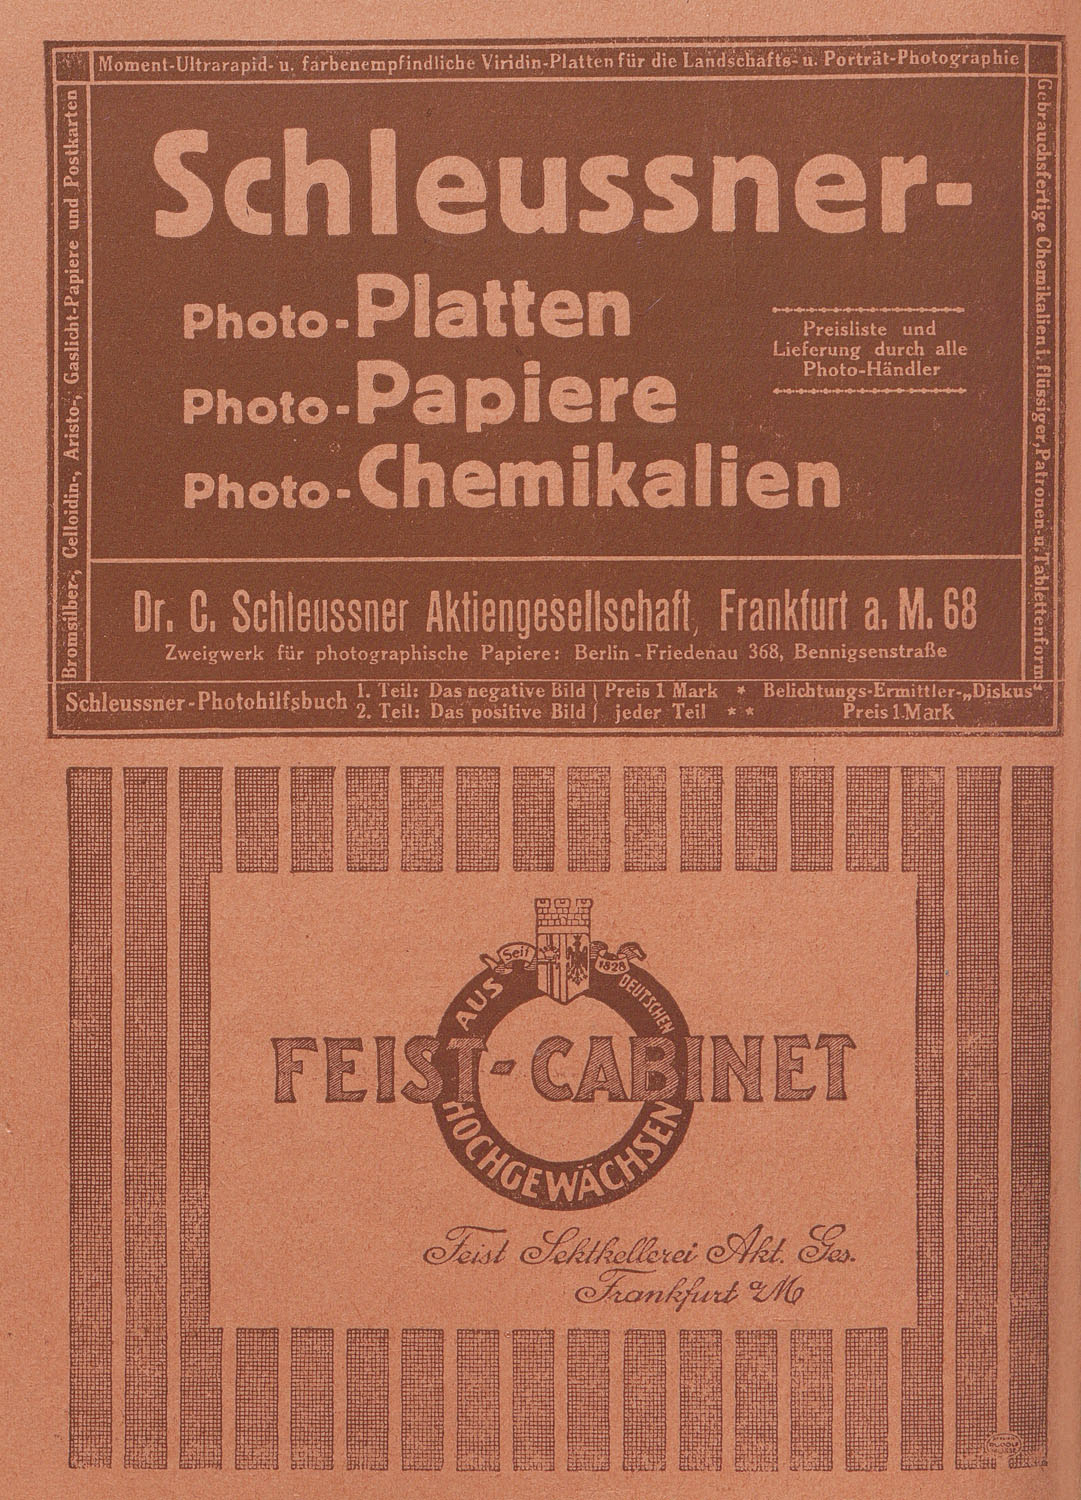 Moment-Ultrarapid- u. farbenempfindliche Viridin-Platten für die Landschafts- u. Porträt-Photographie
Bromsilber-, Celloidin-, Aristo-, Gaslicht-Papiere und Postkarten
Gebrauchsfertige Chemikalien i. flüssiger, Patronen- u. Tablettenform
Schleussner-
Photo-Platten
Photo-Papiere
Photo-Chemikalien
Preisliste und
Lieferung durch alle
Photo-Händler
Dr. C. Schleussner Aktiengesellschaft, Frankfurt a. M. 68
Zweigwerk für photographische Papiere: Berlin-Friedenau 368, Bennigsenstraße
Schleussner-Photohilfsbuch
1. Teil: Das negative Bild } Preis 1 Mark * Belichtungs-Ermittler-„Diskus“
2. Teil: Das positive Bild } jeder Teil * * Preis 1 Mark
Seit 1828
AUS DEUTSCHEN
FEIST-CABINET
HOCHGEWÄCHSEN
Feist Sektkellerei Akt. Ges.
Frankfurt a/M
RUDOLF